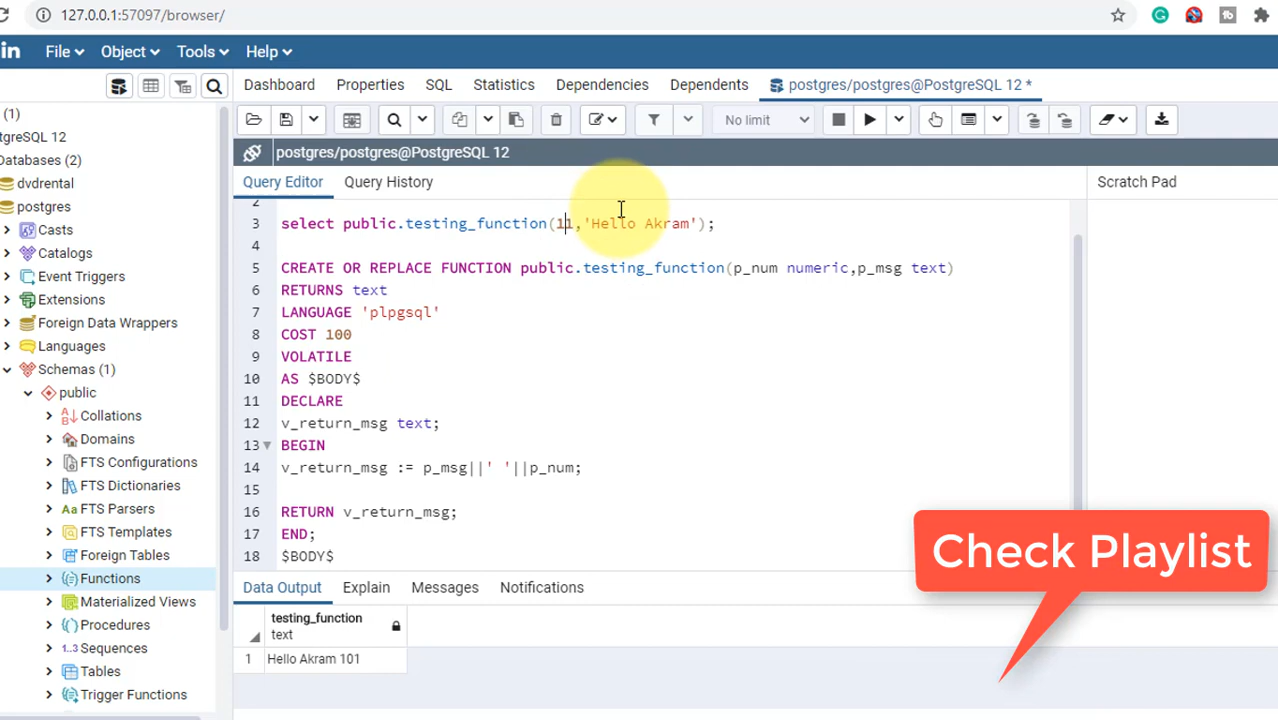 127.0.0.1:57097/browser/
in File Object Tools Help
Dashboard Properties SQL Statistics Dependencies Dependents postgres/postgres@PostgreSQL 12 *
(1)
tgreSQL 12
Databases (2)
dvdrental
postgres
Casts
Catalogs
Event Triggers
Extensions
Foreign Data Wrappers
Languages
Schemas (1)
public
Collations
Domains
FTS Configurations
FTS Dictionaries
FTS Parsers
FTS Templates
Foreign Tables
Functions
Materialized Views
Procedures
1..3 Sequences
Tables
Trigger Functions
No limit
postgres/postgres@PostgreSQL 12
Query Editor Query History
Scratch Pad
2
3 select public.testing_function(11,'Hello Akram');
4
5 CREATE OR REPLACE FUNCTION public.testing_function(p_num numeric,p_msg text)
6 RETURNS text
7 LANGUAGE 'plpgsql'
8 COST 100
9 VOLATILE
10 AS $BODY$
11 DECLARE
12 v_return_msg text;
13 BEGIN
14 v_return_msg := p_msg||' '||p_num;
15
16 RETURN v_return_msg;
17 END;
18 $BODY$
Check Playlist
Data Output Explain Messages Notifications
testing_function
text
1 Hello Akram 101